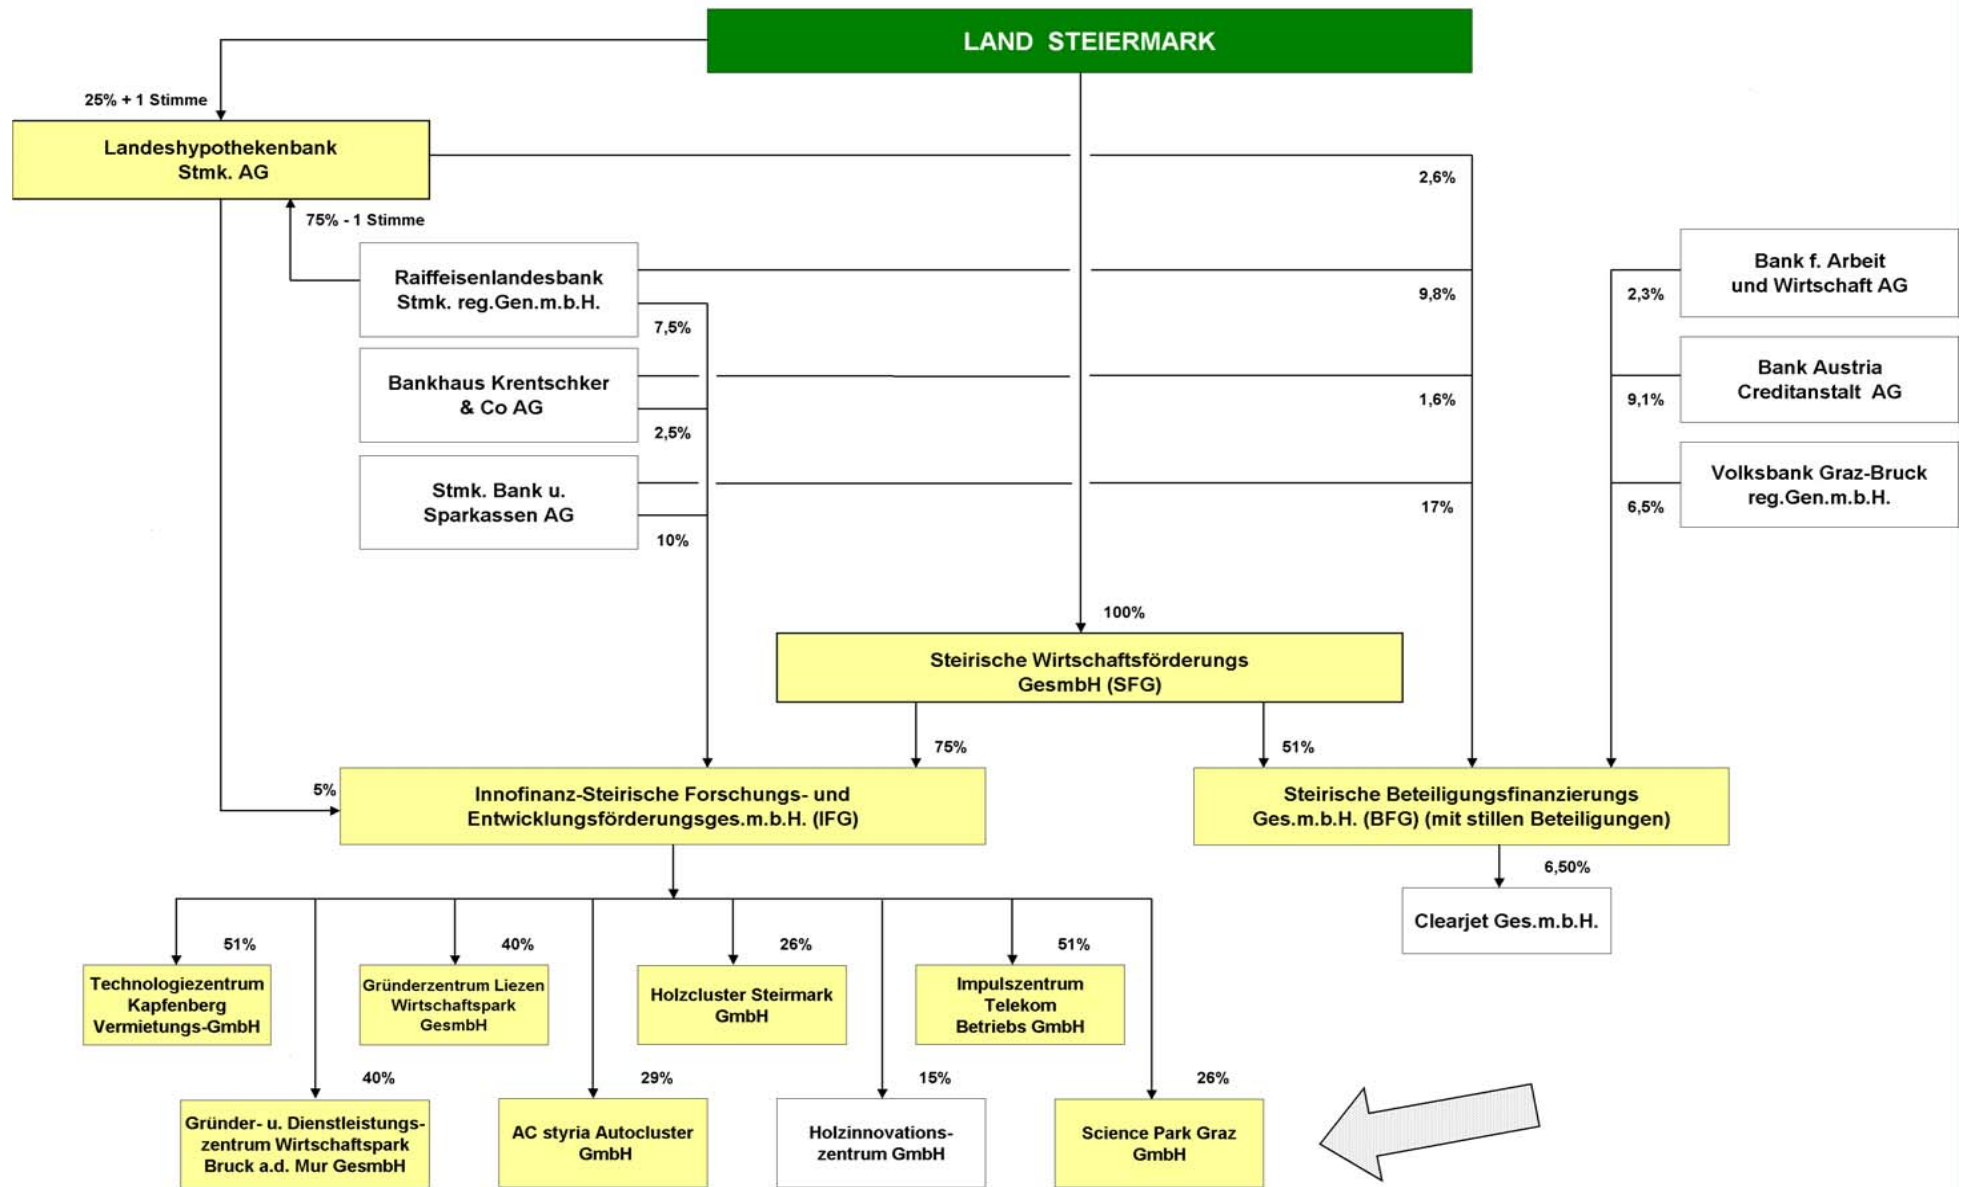 LAND STEIERMARK
25% + 1 Stimme
Landeshypothekenbank
Stmk. AG
2,6%
75% - 1 Stimme
Raiffeisenlandesbank
Stmk. reg.Gen.m.b.H.
7,5%
9,8%
Bank f. Arbeit
und Wirtschaft AG
2,3%
Bankhaus Krentschker
& Co AG
2,5%
1,6%
Bank Austria
Creditanstalt AG
9,1%
Stmk. Bank u.
Sparkassen AG
10%
17%
Volksbank Graz-Bruck
reg.Gen.m.b.H.
6,5%
100%
Steirische Wirtschaftsförderungs
GesmbH (SFG)
75%
51%
5%
Innofinanz-Steirische Forschungs- und
Entwicklungsförderungsges.m.b.H. (IFG)
Steirische Beteiligungsfinanzierungs
Ges.m.b.H. (BFG) (mit stillen Beteiligungen)
6,50%
Clearjet Ges.m.b.H.
51%
Technologiezentrum
Kapfenberg
Vermietungs-GmbH
40%
Gründerzentrum Liezen
Wirtschaftspark
GesmbH
26%
Holzcluster Steirmark
GmbH
51%
Impulszentrum
Telekom
Betriebs GmbH
40%
Gründer- u. Dienstleistungs-
zentrum Wirtschaftspark
Bruck a.d. Mur GesmbH
29%
AC styria Autocluster
GmbH
15%
Holzinnovations-
zentrum GmbH
26%
Science Park Graz
GmbH